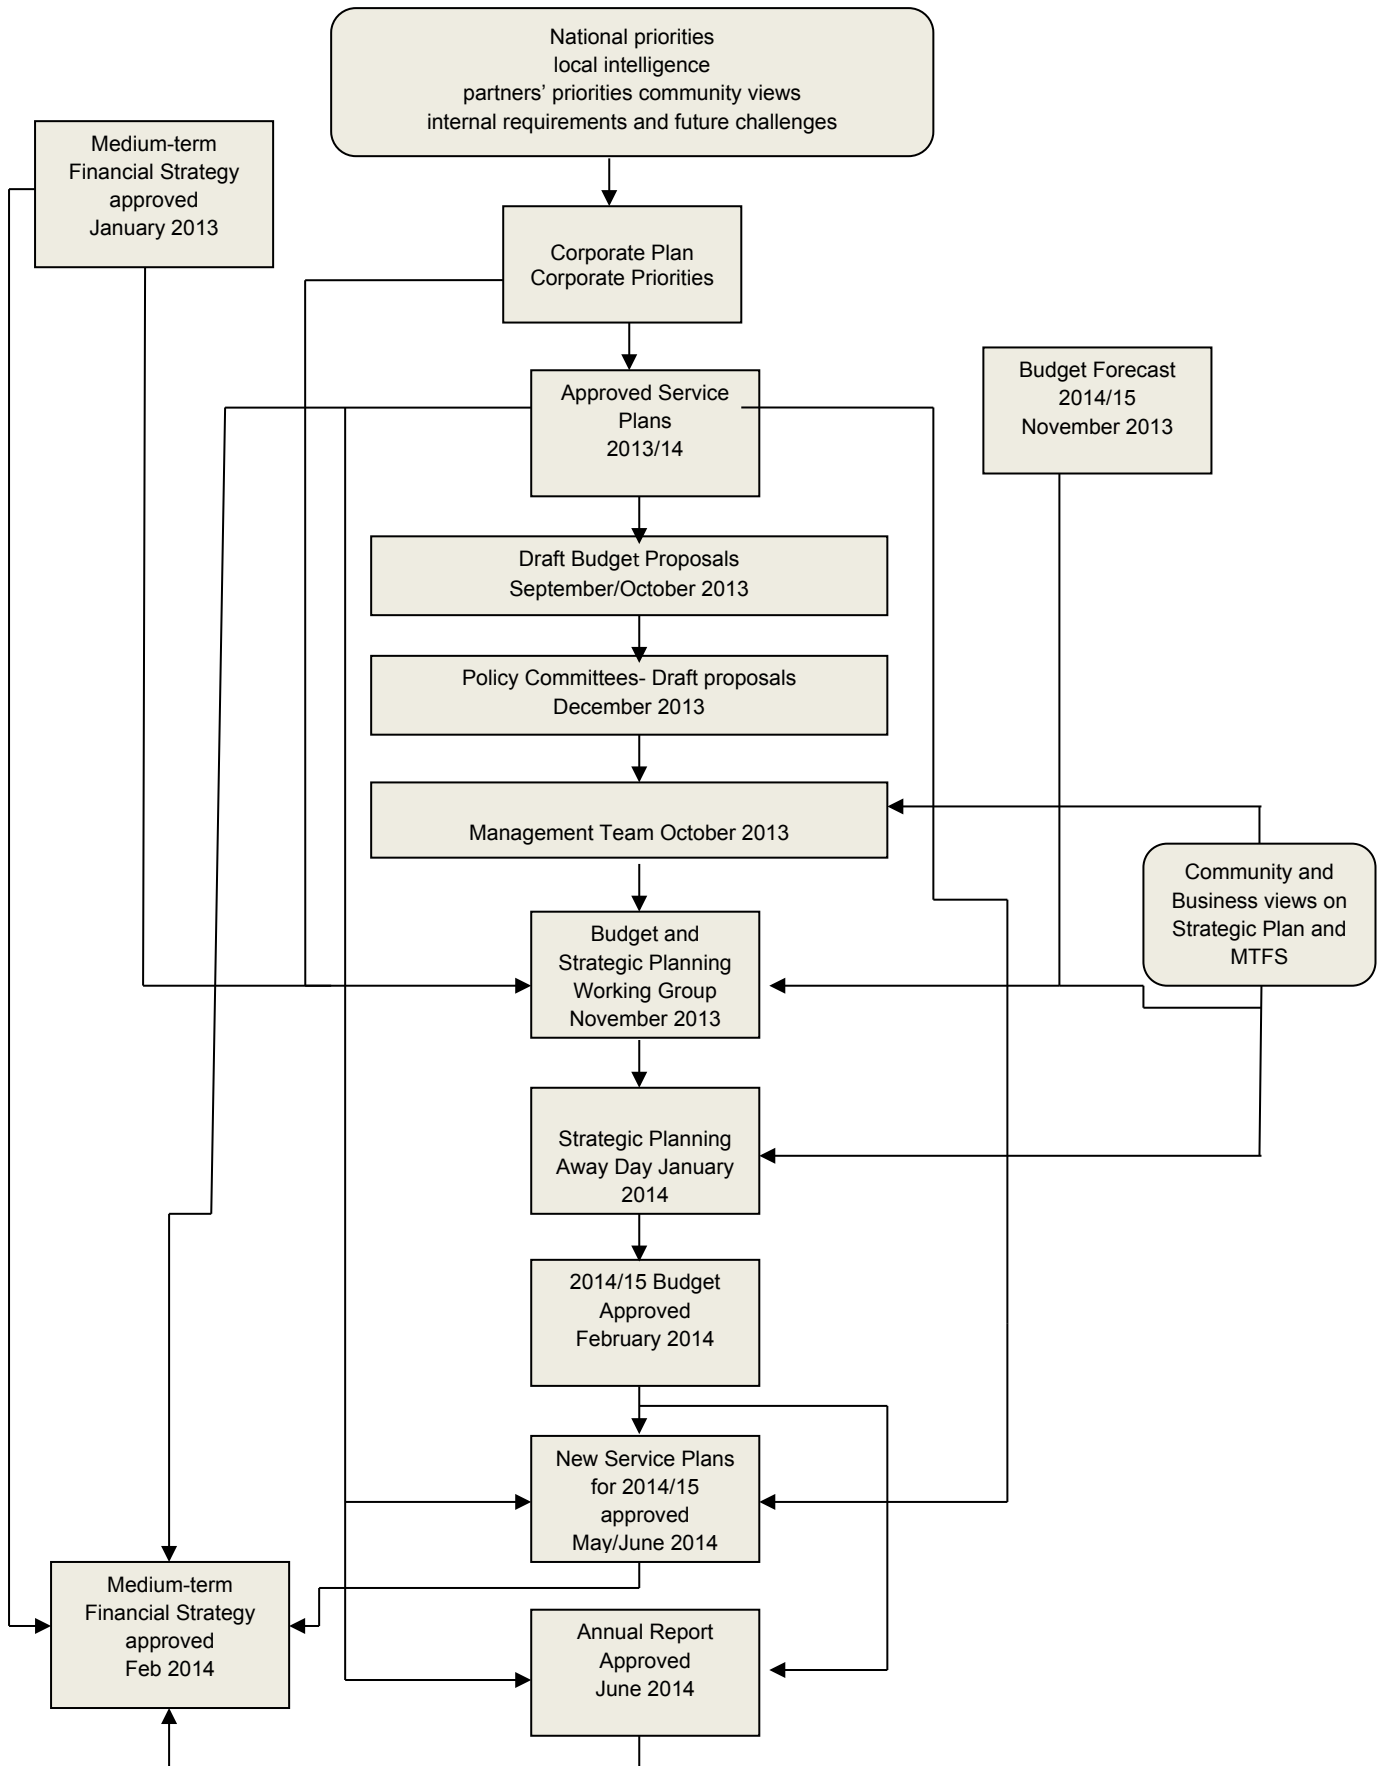 National priorities
local intelligence
partners’ priorities community views
internal requirements and future challenges
Medium-term
Financial Strategy
approved
January 2013
Corporate Plan
Corporate Priorities
Approved Service
Plans
2013/14
Budget Forecast
2014/15
November 2013
Draft Budget Proposals
September/October 2013
Policy Committees- Draft proposals
December 2013
Management Team October 2013
Community and
Business views on
Strategic Plan and
MTFS
Budget and
Strategic Planning
Working Group
November 2013
Strategic Planning
Away Day January
2014
2014/15 Budget
Approved
February 2014
New Service Plans
for 2014/15
approved
May/June 2014
Medium-term
Financial Strategy
approved
Feb 2014
Annual Report
Approved
June 2014